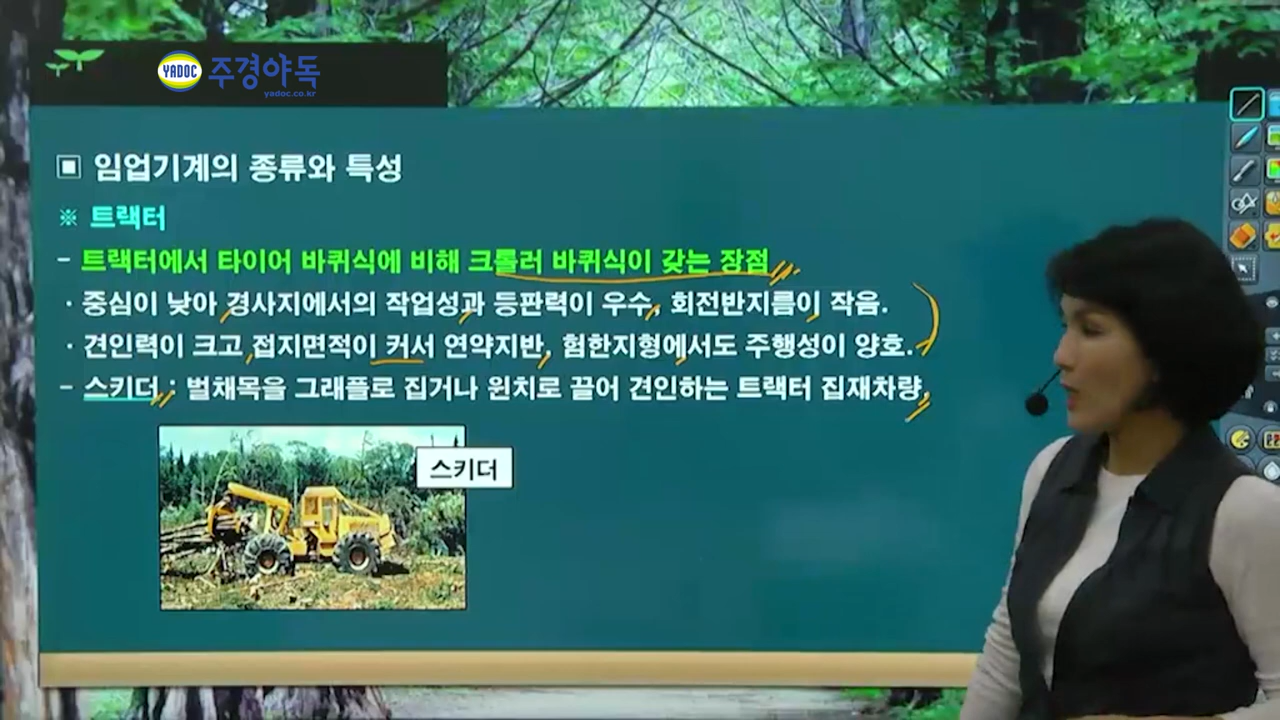 YADOC 주경야독
yadoc.co.kr
▣ 임업기계의 종류와 특성
※ 트랙터
- 트랙터에서 타이어 바퀴식에 비해 크롤러 바퀴식이 갖는 장점
· 중심이 낮아 경사지에서의 작업성과 등판력이 우수, 회전반지름이 작음.
· 견인력이 크고 접지면적이 커서 연약지반, 험한지형에서도 주행성이 양호.
- 스키더 : 벌채목을 그래플로 집거나 윈치로 끌어 견인하는 트랙터 집재차량,
스키더